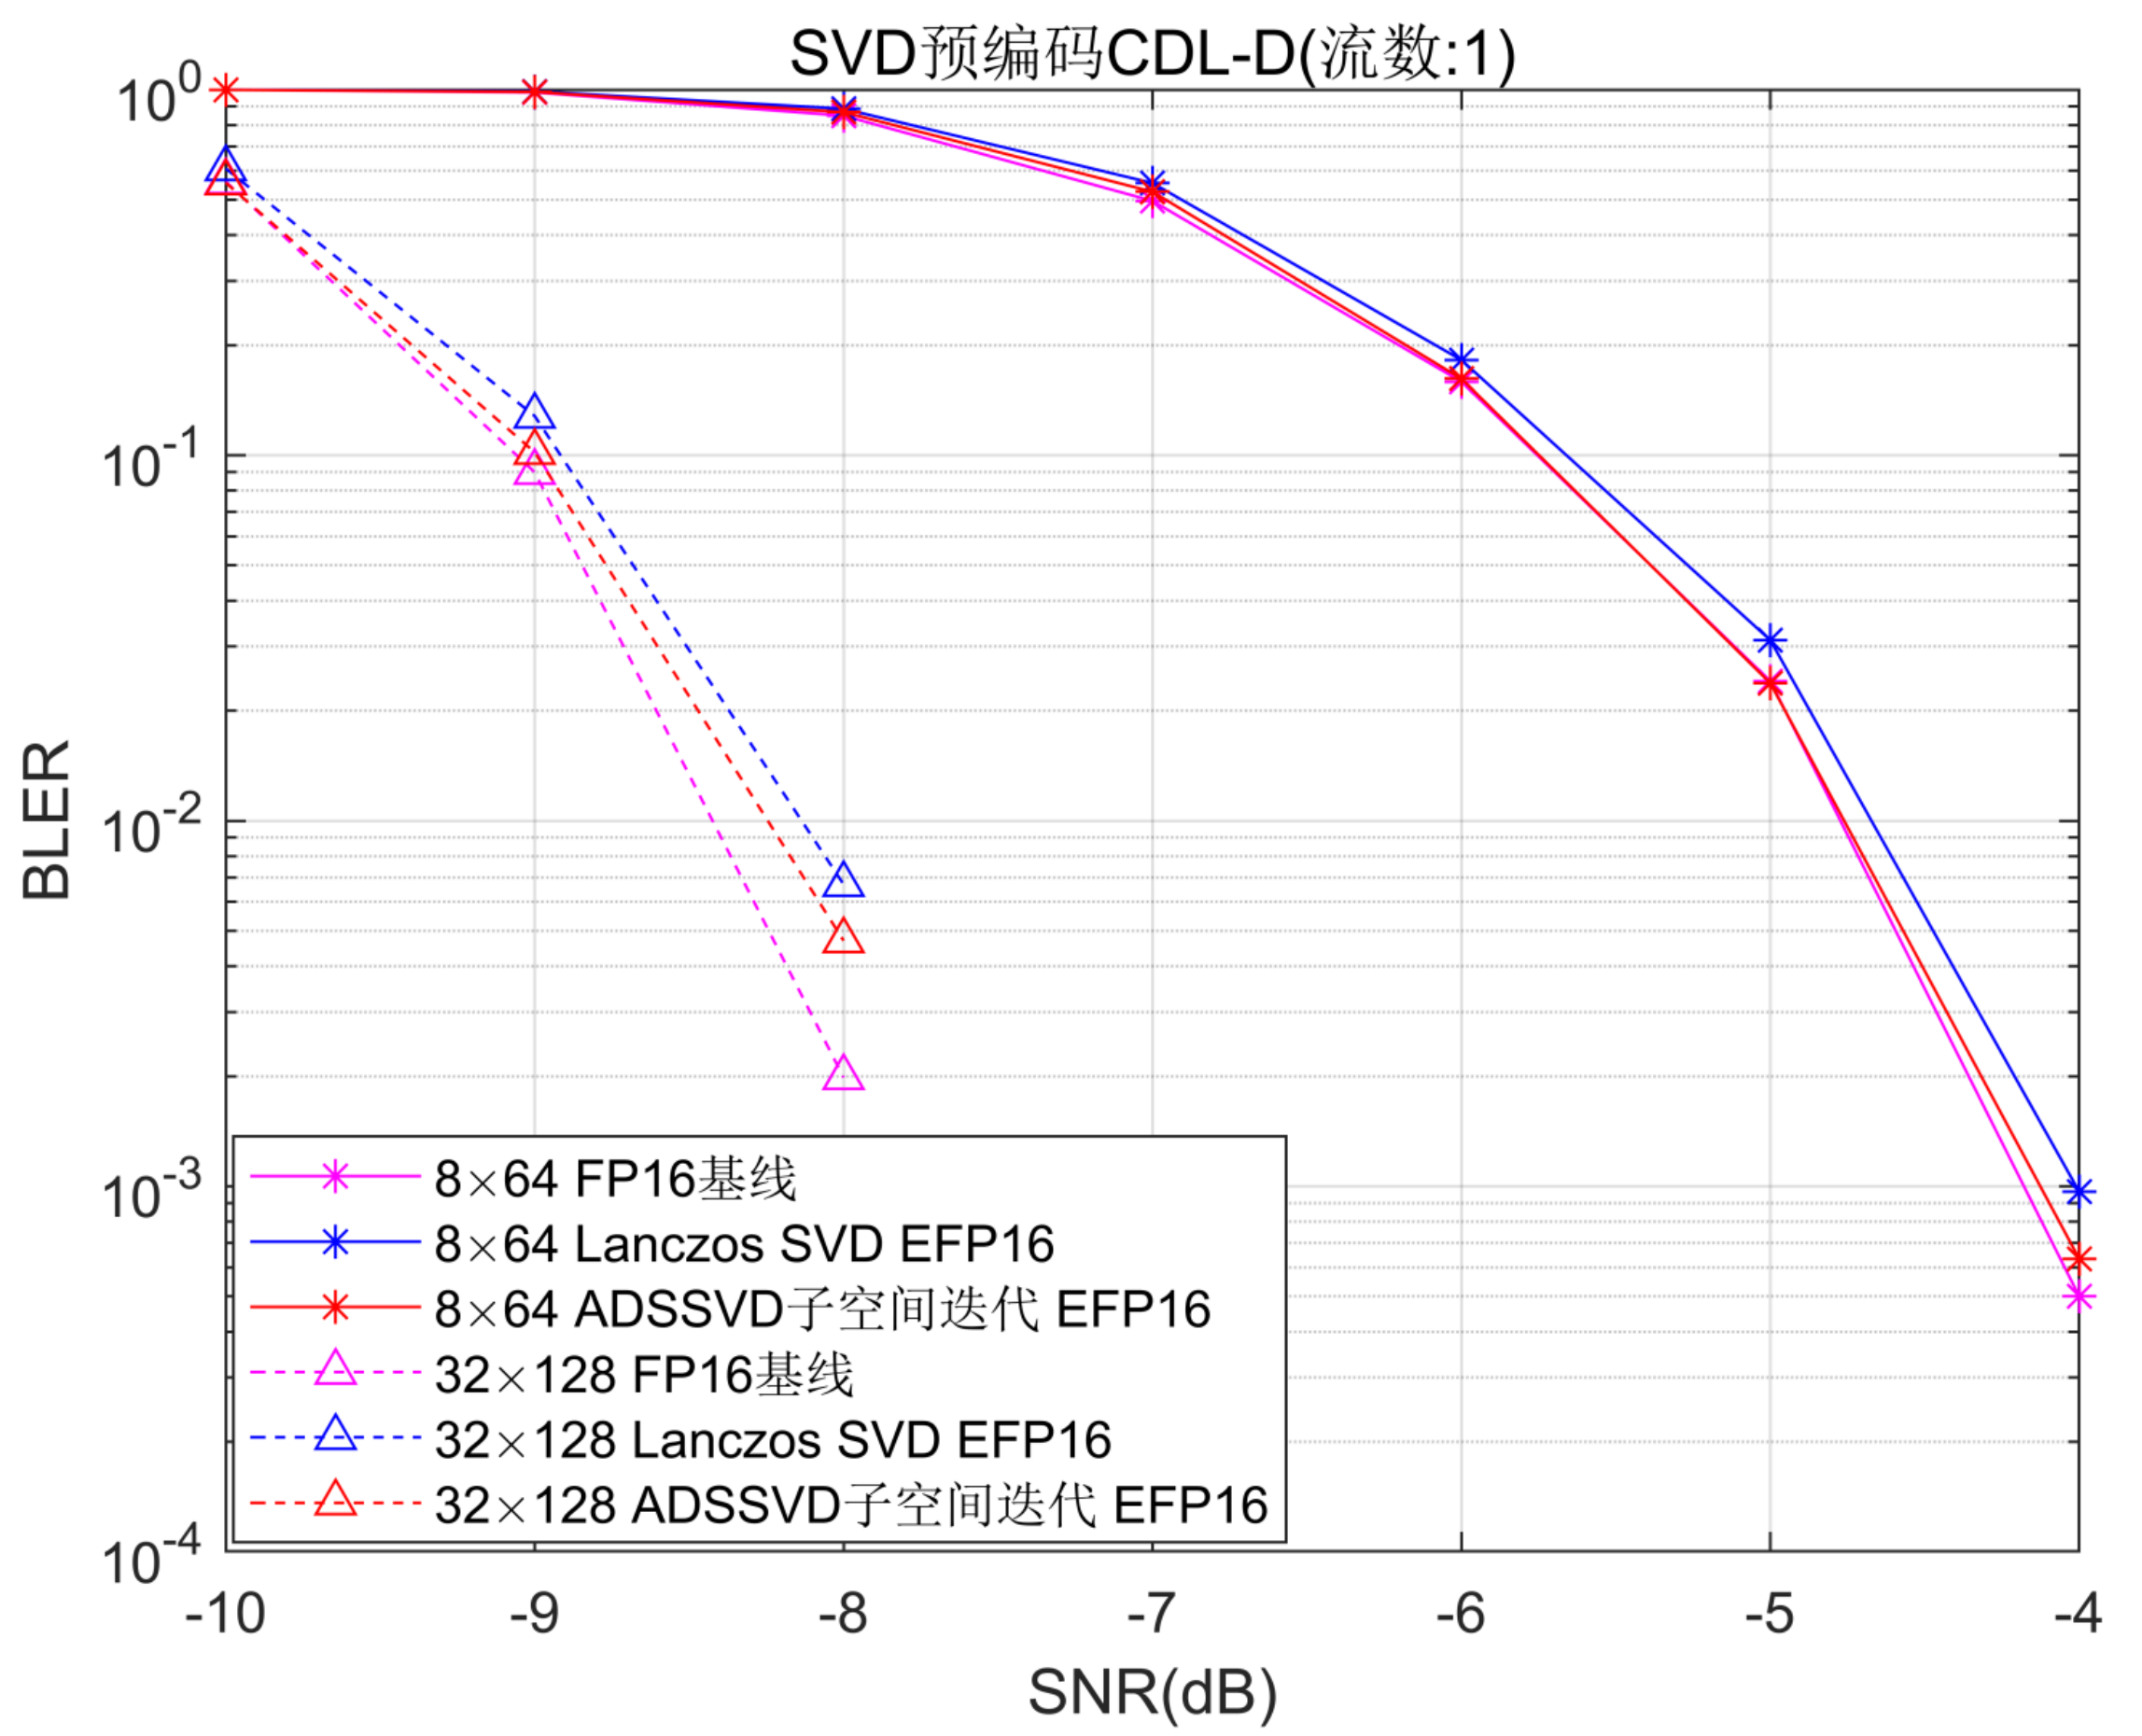 SVD预编码CDL-D(流数:1)
10^0
10^-1
10^-2
10^-3
10^-4
BLER
8×64 FP16基线
8×64 Lanczos SVD EFP16
8×64 ADSSVD子空间迭代 EFP16
32×128 FP16基线
32×128 Lanczos SVD EFP16
32×128 ADSSVD子空间迭代 EFP16
-10 -9 -8 -7 -6 -5 -4
SNR(dB)